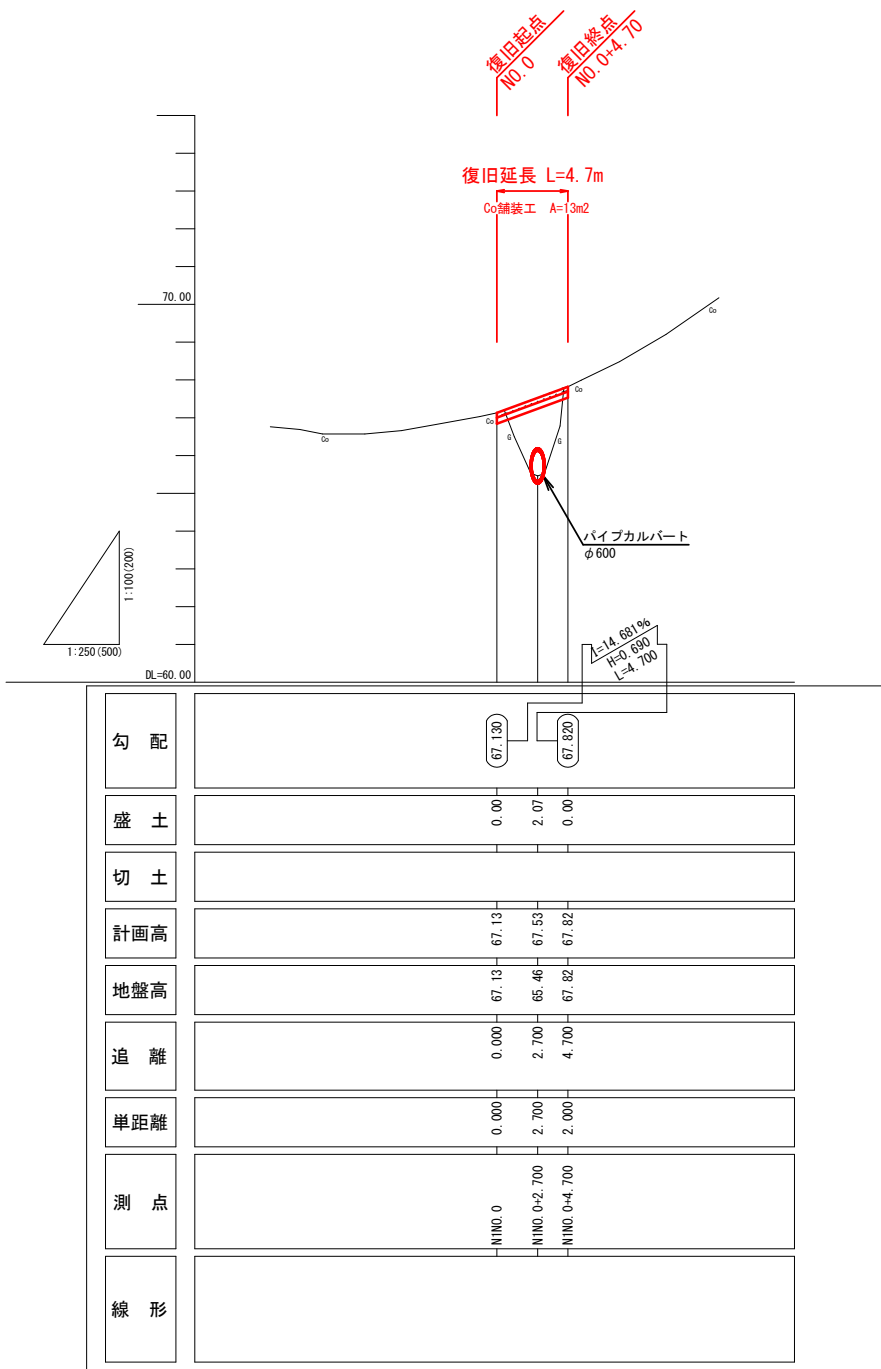 復旧起点
NO.0
復旧終点
NO.0+4.70
復旧延長 L=4.7m
Co舗装工 A=13m2
70.00
Co
Co
Co
Co
G
G
パイプカルバート
φ600
1:100(200)
1:250(500)
I=14.681%
H=0.690
L=4.700
DL=60.00
勾 配
67.130
67.820
盛 土
0.00
2.07
0.00
切 土
計画高
67.13
67.53
67.82
地盤高
67.13
65.46
67.82
追 離
0.000
2.700
4.700
単距離
0.000
2.700
2.000
測 点
N1NO.0
N1NO.0+2.700
N1NO.0+4.700
線 形